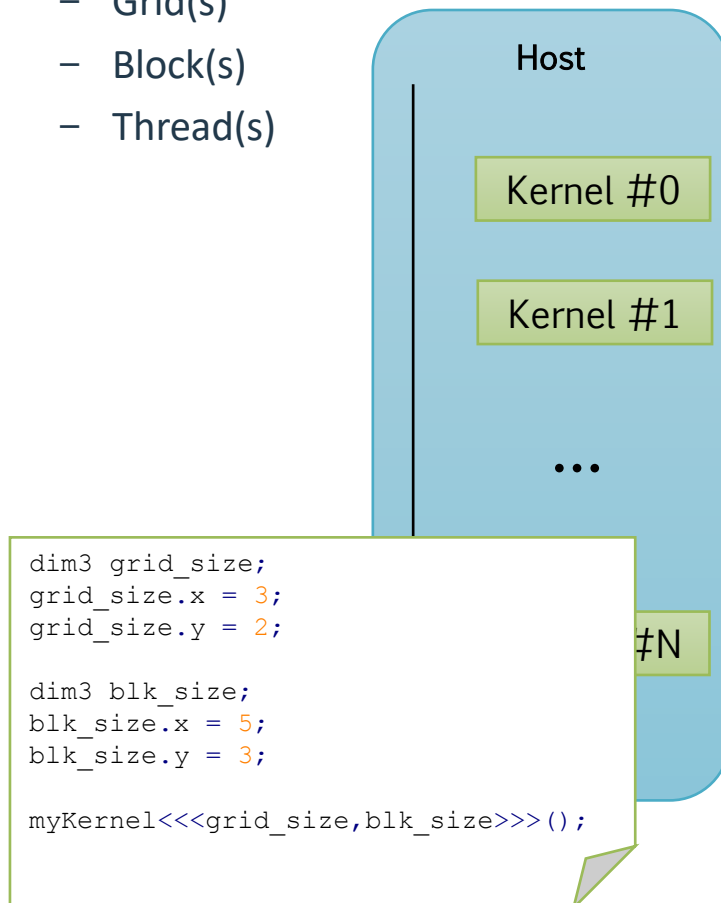 – Grid(s)
– Block(s)
– Thread(s)
Host
Kernel #0
Kernel #1
...
#N
dim3 grid_size;
grid_size.x = 3;
grid_size.y = 2;
dim3 blk_size;
blk_size.x = 5;
blk_size.y = 3;
myKernel<<<grid_size,blk_size>>>();